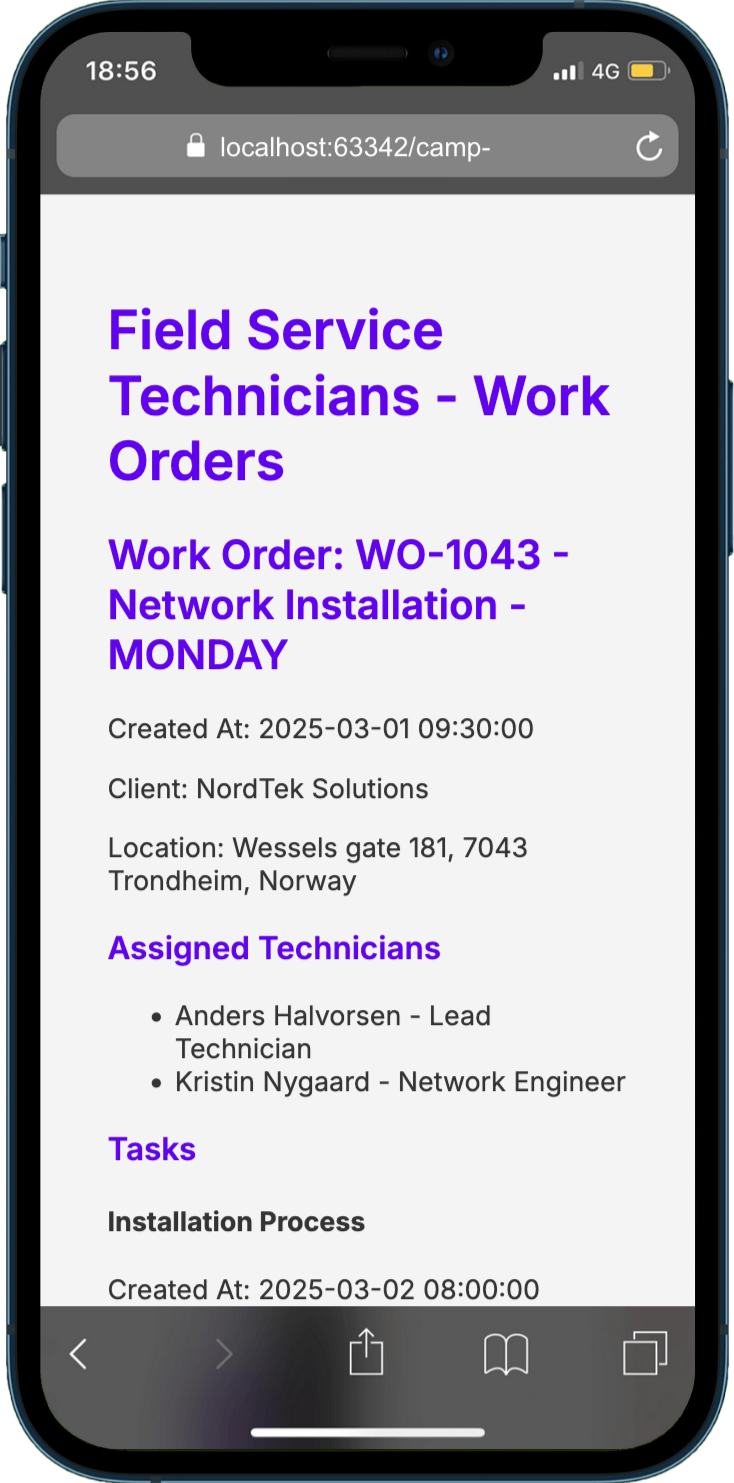 18:56
4G
localhost:63342/camp-
Field Service
Technicians - Work
Orders
Work Order: WO-1043 -
Network Installation -
MONDAY
Created At: 2025-03-01 09:30:00
Client: NordTek Solutions
Location: Wessels gate 181, 7043
Trondheim, Norway
Assigned Technicians
• Anders Halvorsen - Lead
Technician
• Kristin Nygaard - Network Engineer
Tasks
Installation Process
Created At: 2025-03-02 08:00:00